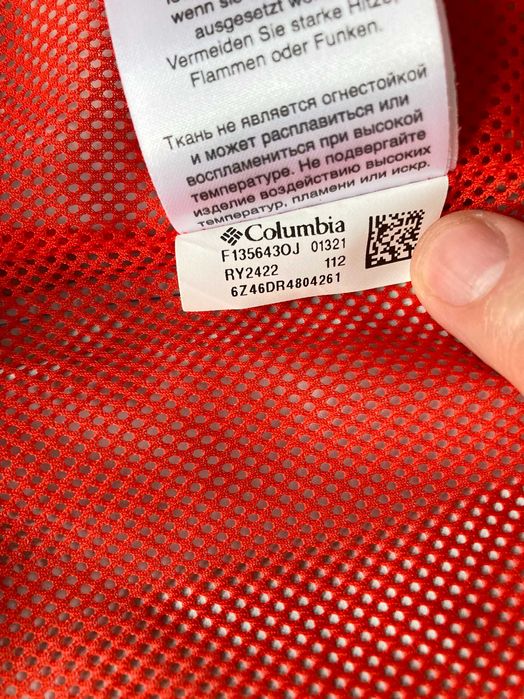 wenn sie
ausgesetzt w
Vermeiden Sie starke Hitze,
Flammen oder Funken.
Ткань не является огнестойкой
и может расплавиться или
воспламениться при высокой
температуре. Не подвергайте
изделие воздействию высоких
температур, пламени или искр.
Columbia
F135643OJ 01321
RY2422 112
6Z46DR4804261